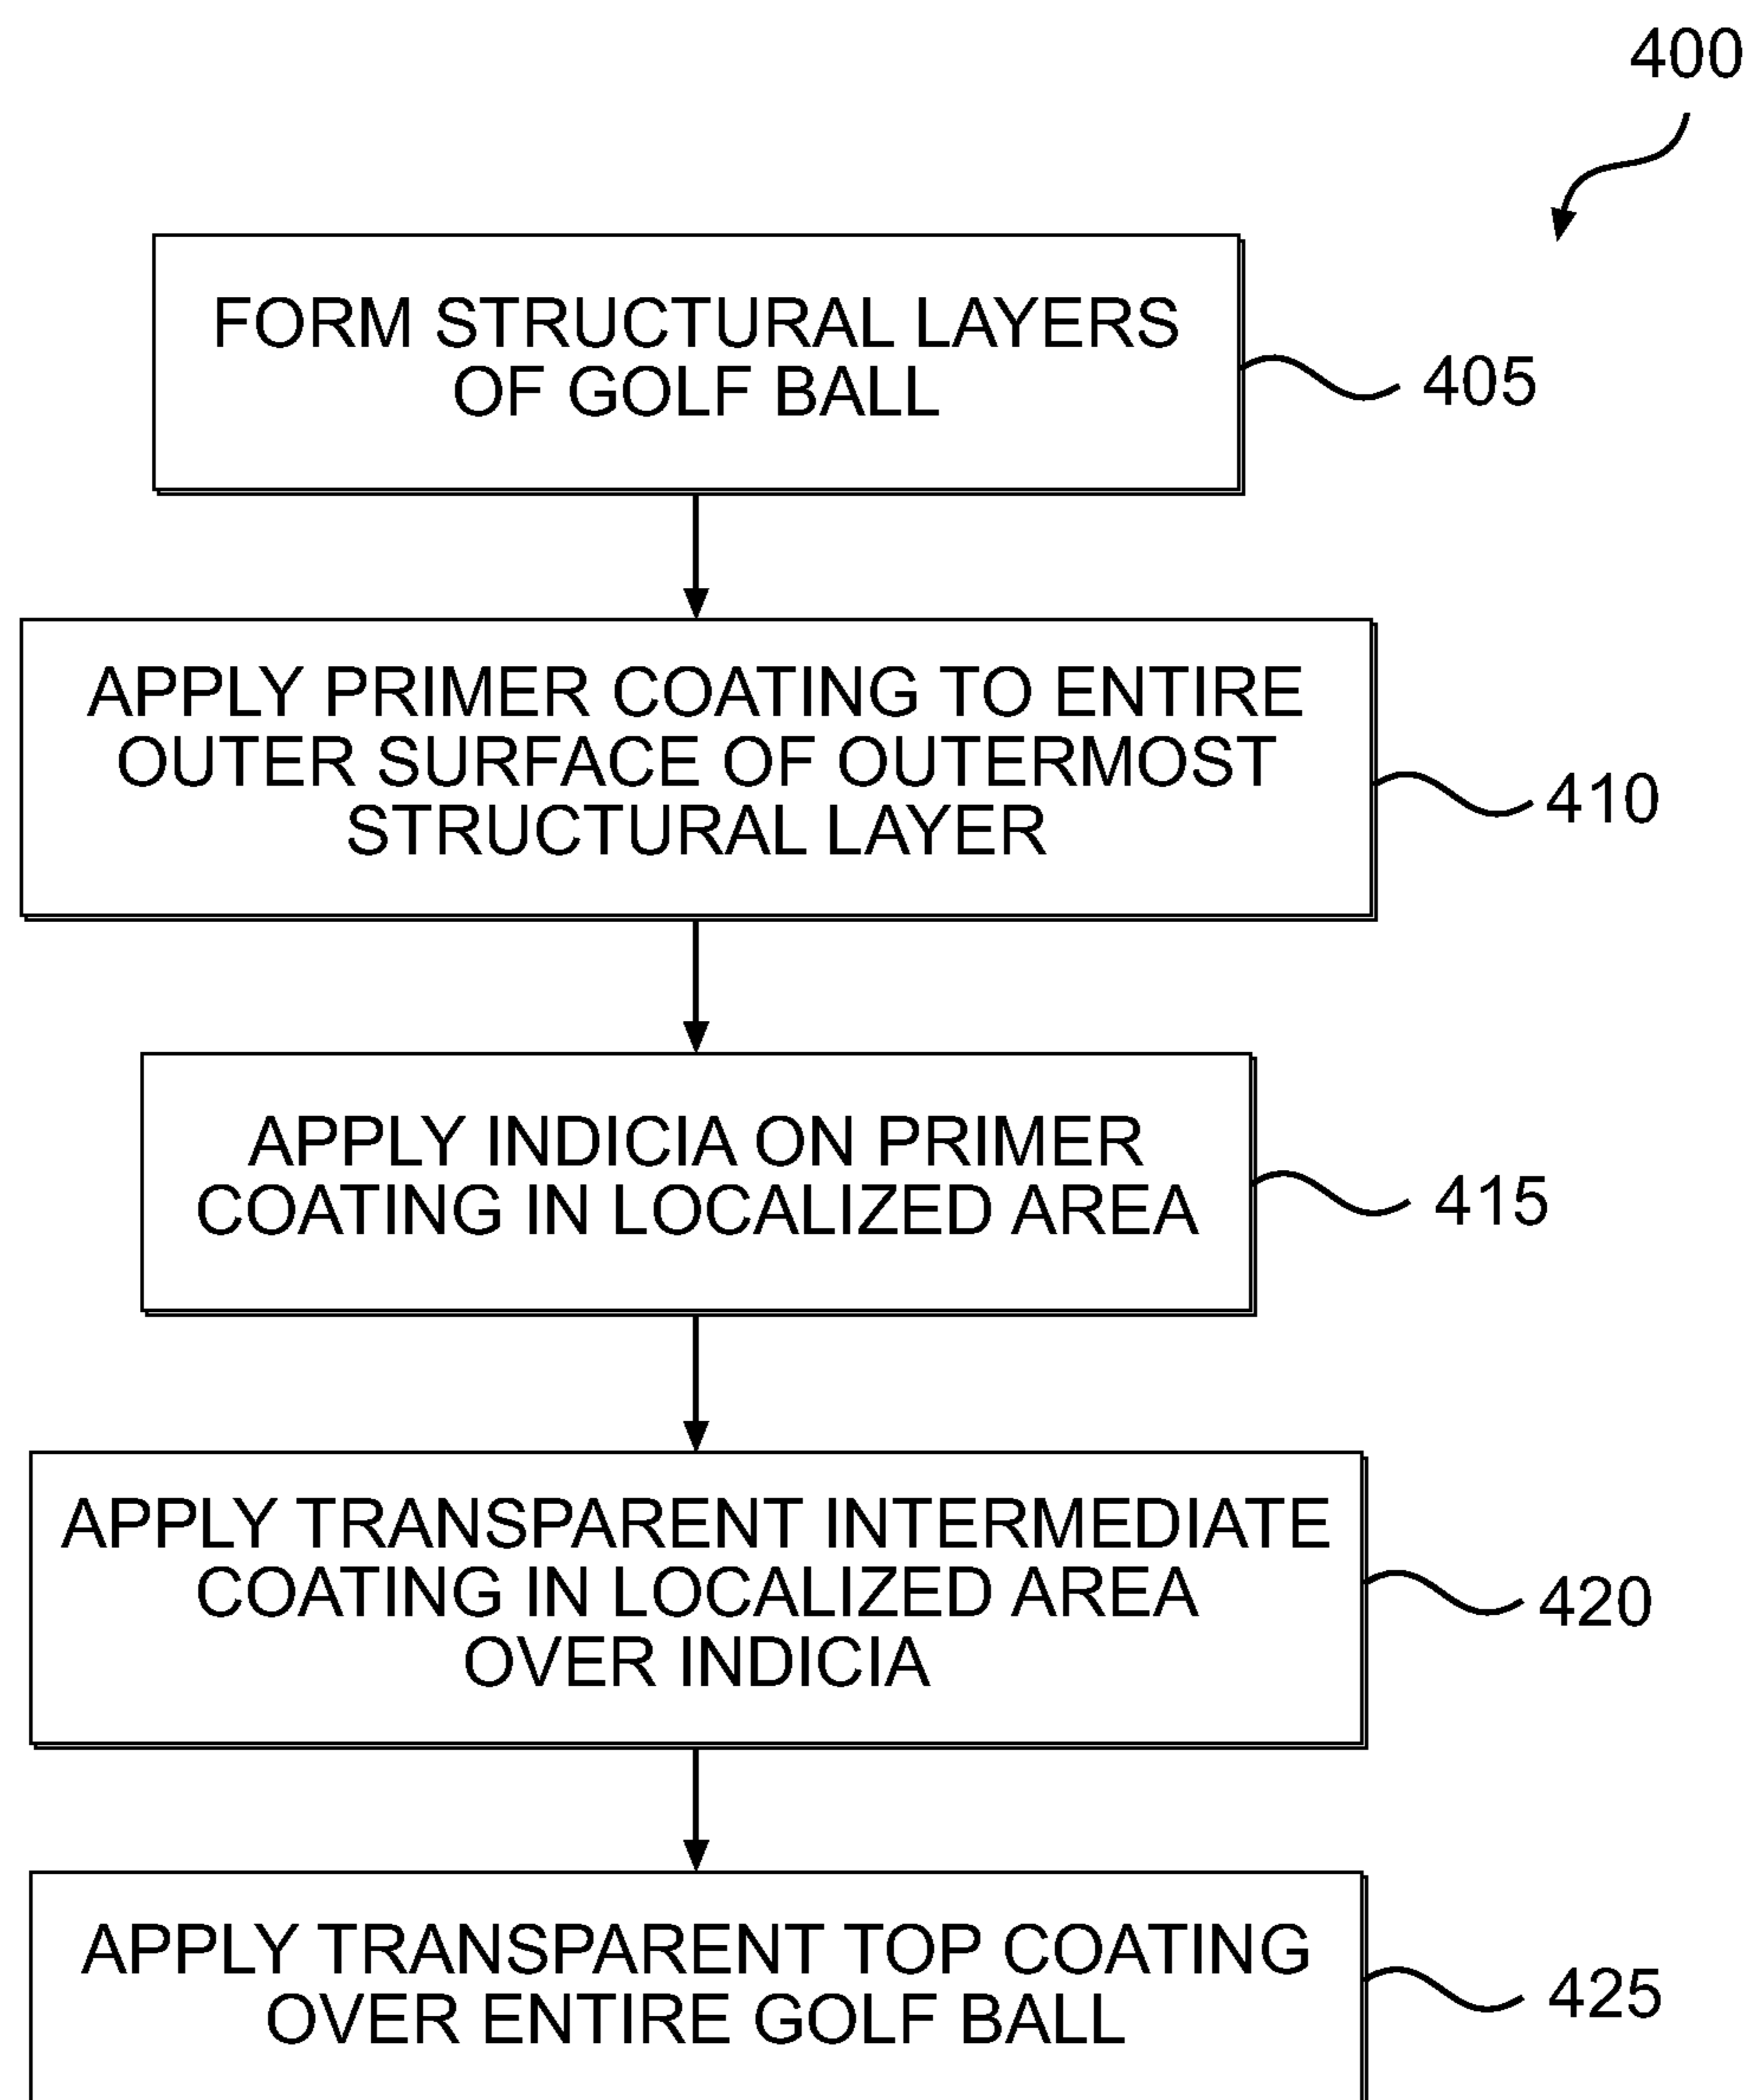 400
FORM STRUCTURAL LAYERS
OF GOLF BALL
405
APPLY PRIMER COATING TO ENTIRE
OUTER SURFACE OF OUTERMOST
STRUCTURAL LAYER
410
APPLY INDICIA ON PRIMER
COATING IN LOCALIZED AREA
415
APPLY TRANSPARENT INTERMEDIATE
COATING IN LOCALIZED AREA
OVER INDICIA
420
APPLY TRANSPARENT TOP COATING
OVER ENTIRE GOLF BALL
425